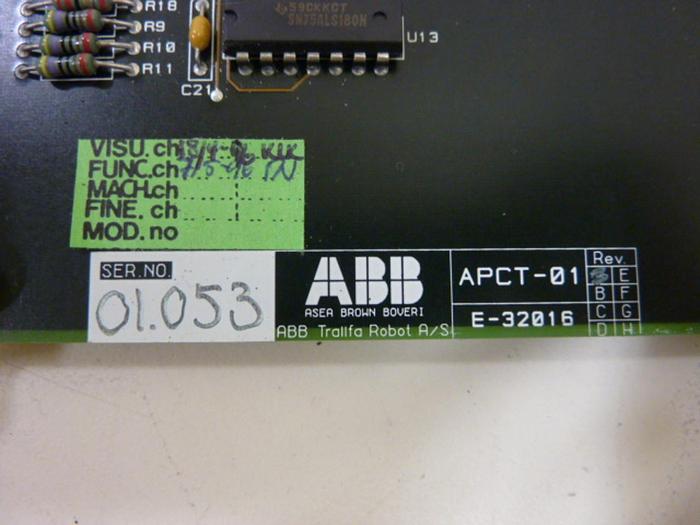 R18
R9
R10
R11
C21
59CKKCT
SN75ALS180N
U13
VISU. ch
FUNC. ch
MACH. ch
FINE. ch
MOD. no
SER.NO.
01.053
ABB
ASEA BROWN BOVERI
ABB Trallfa Robot A/S
APCT-01
E-32016
Rev.
E
B F
C G
D H